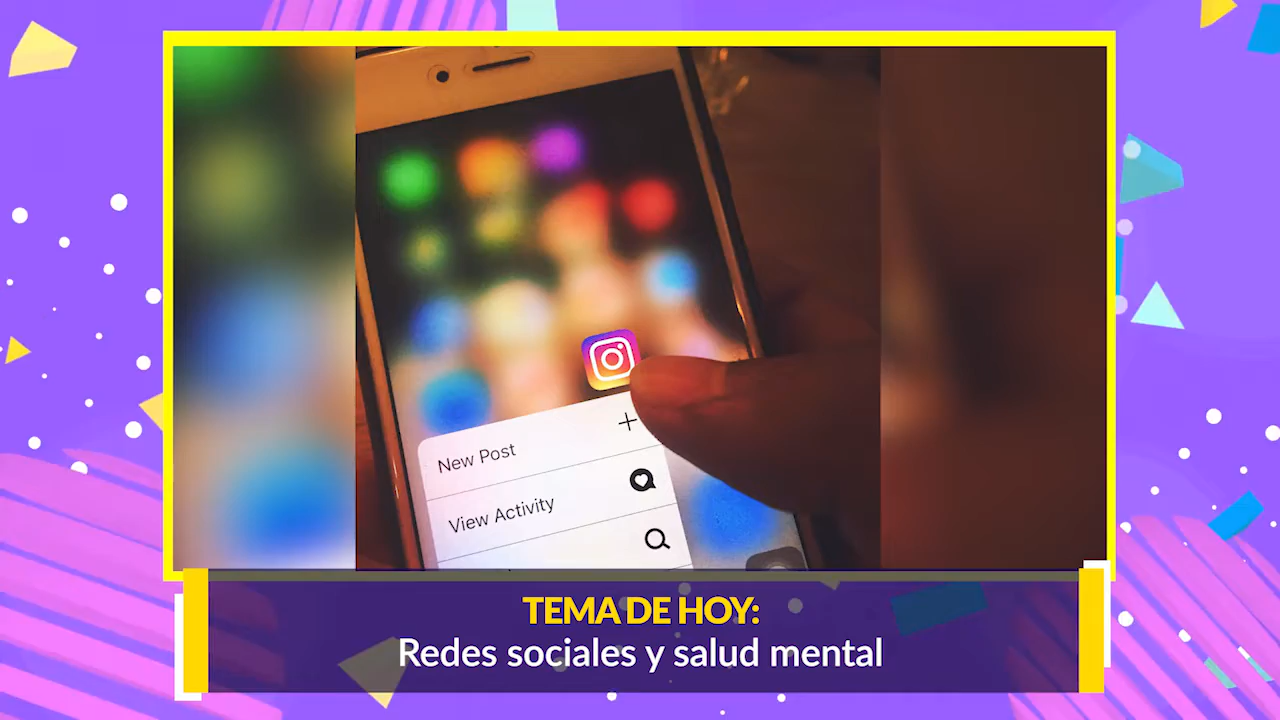 New Post
View Activity
TEMA DE HOY:
Redes sociales y salud mental